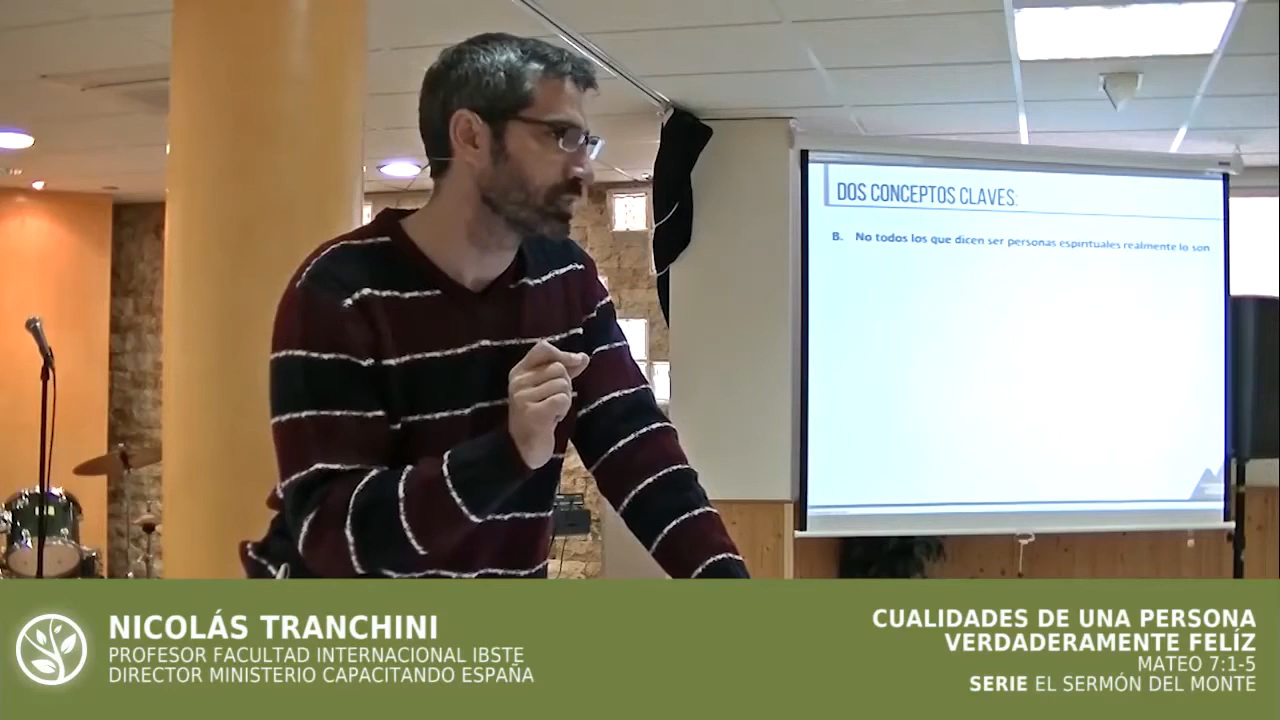 DOS CONCEPTOS CLAVES:
B. No todos los que dicen ser personas espirituales realmente lo son
NICOLÁS TRANCHINI
PROFESOR FACULTAD INTERNACIONAL IBSTE
DIRECTOR MINISTERIO CAPACITANDO ESPAÑA
CUALIDADES DE UNA PERSONA
VERDADERAMENTE FELÍZ
MATEO 7:1-5
SERIE EL SERMÓN DEL MONTE